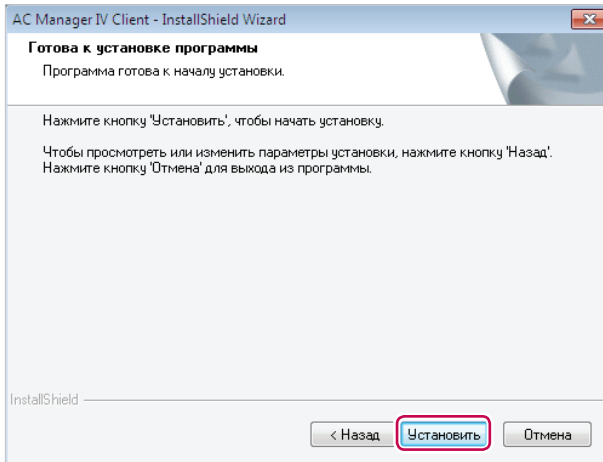 AC Manager IV Client - InstallShield Wizard
Готова к установке программы
Программа готова к началу установки.
Нажмите кнопку 'Установить', чтобы начать установку.
Чтобы просмотреть или изменить параметры установки, нажмите кнопку 'Назад'.
Нажмите кнопку 'Отмена' для выхода из программы.
InstallShield
< Назад Установить Отмена